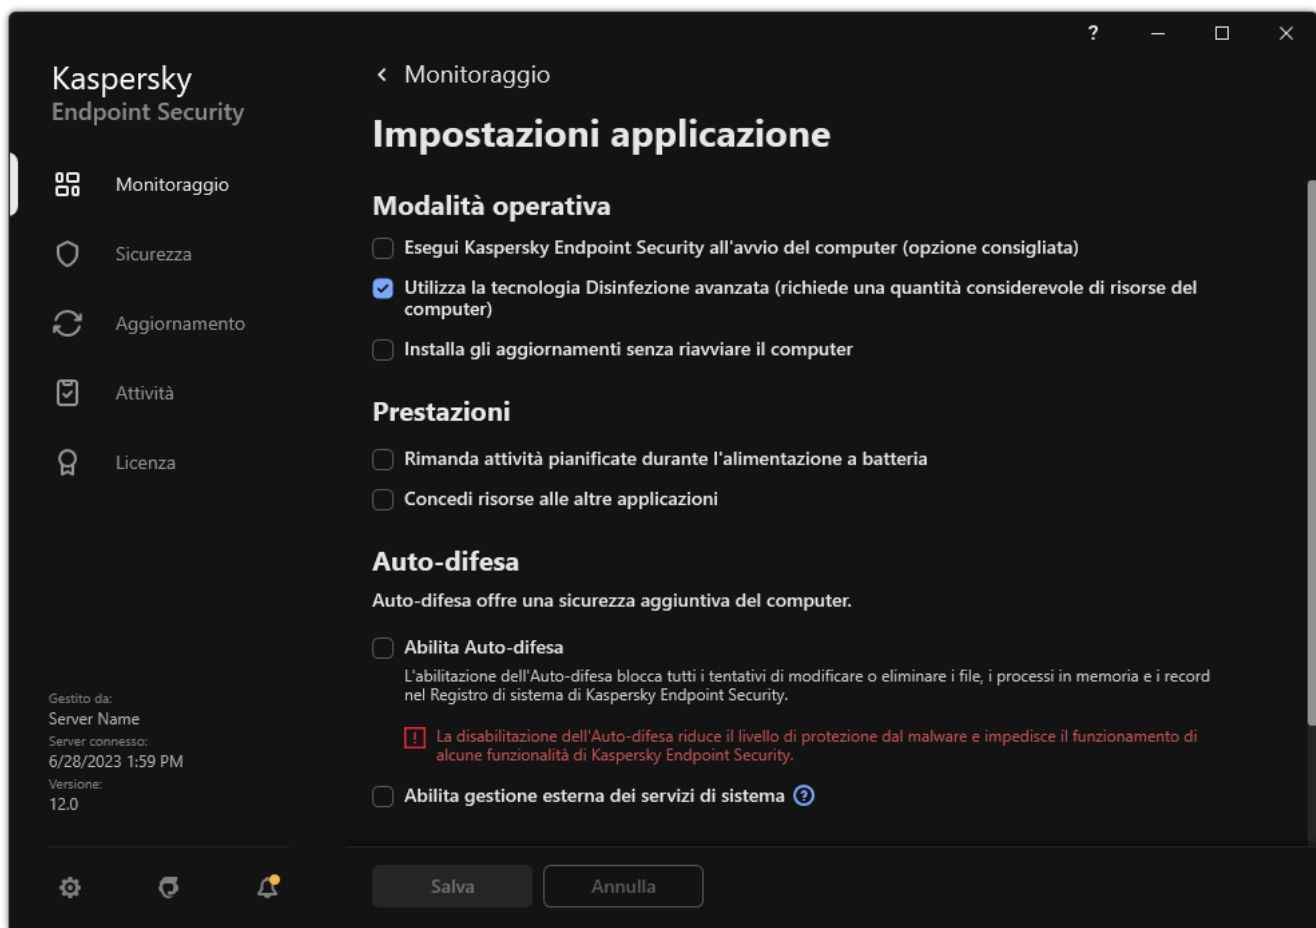 ?
Kaspersky
Endpoint Security
Monitoraggio
Sicurezza
Aggiornamento
Attività
Licenza
Gestito da:
Server Name
Server connesso:
6/28/2023 1:59 PM
Versione:
12.0
Monitoraggio
Impostazioni applicazione
Modalità operativa
Esegui Kaspersky Endpoint Security all'avvio del computer (opzione consigliata)
Utilizza la tecnologia Disinfezione avanzata (richiede una quantità considerevole di risorse del
computer)
Installa gli aggiornamenti senza riavviare il computer
Prestazioni
Rimanda attività pianificate durante l'alimentazione a batteria
Concedi risorse alle altre applicazioni
Auto-difesa
Auto-difesa offre una sicurezza aggiuntiva del computer.
Abilita Auto-difesa
L'abilitazione dell'Auto-difesa blocca tutti i tentativi di modificare o eliminare i file, i processi in memoria e i record
nel Registro di sistema di Kaspersky Endpoint Security.
La disabilitazione dell'Auto-difesa riduce il livello di protezione dal malware e impedisce il funzionamento di
alcune funzionalità di Kaspersky Endpoint Security.
Abilita gestione esterna dei servizi di sistema ?
Salva
Annulla